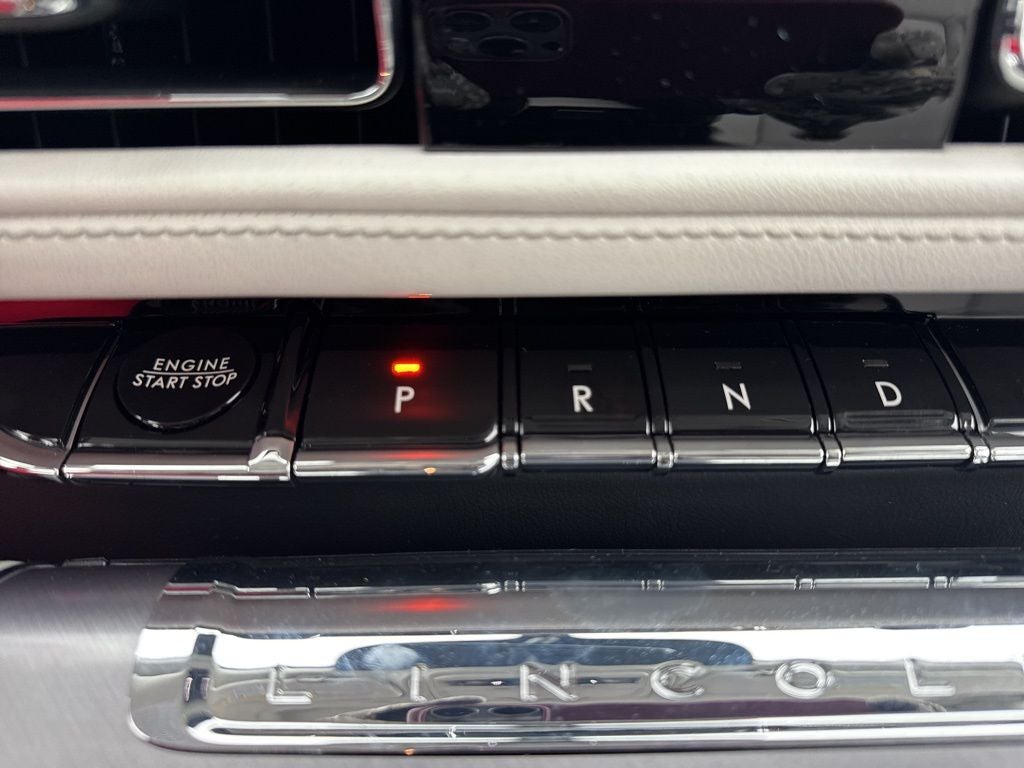 ENGINE
START STOP
P R N D
LINCOL